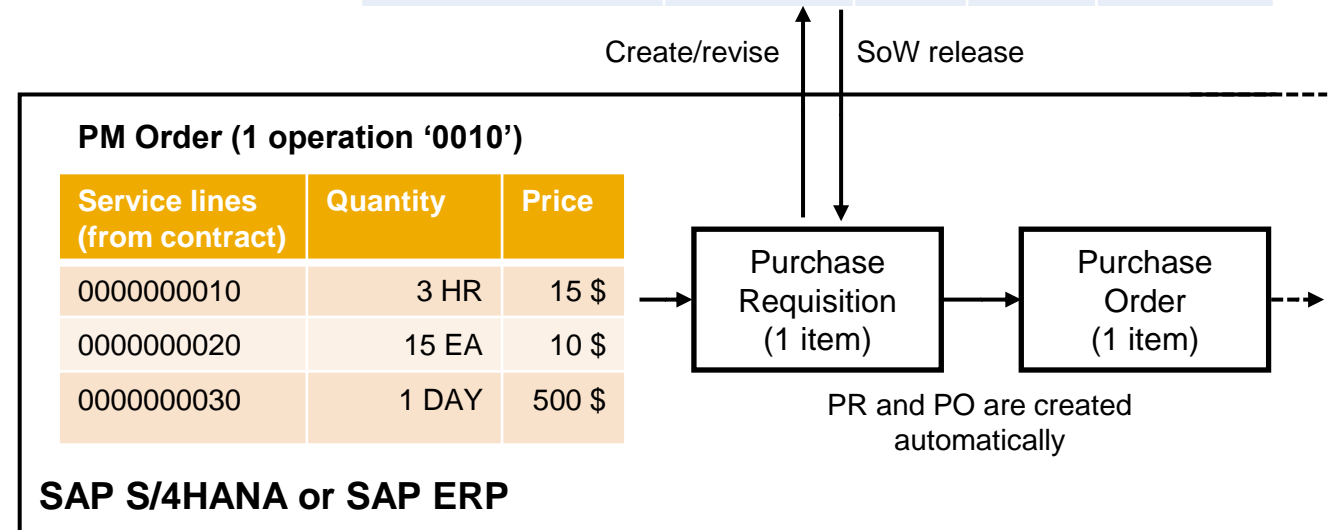 Create/revise
SoW release
PM Order (1 operation ‘0010’)
Service lines Quantity Price
(from contract)
0000000010 3 HR 15 $
0000000020 15 EA 10 $
0000000030 1 DAY 500 $
Purchase
Requisition
(1 item)
Purchase
Order
(1 item)
PR and PO are created
automatically
SAP S/4HANA or SAP ERP